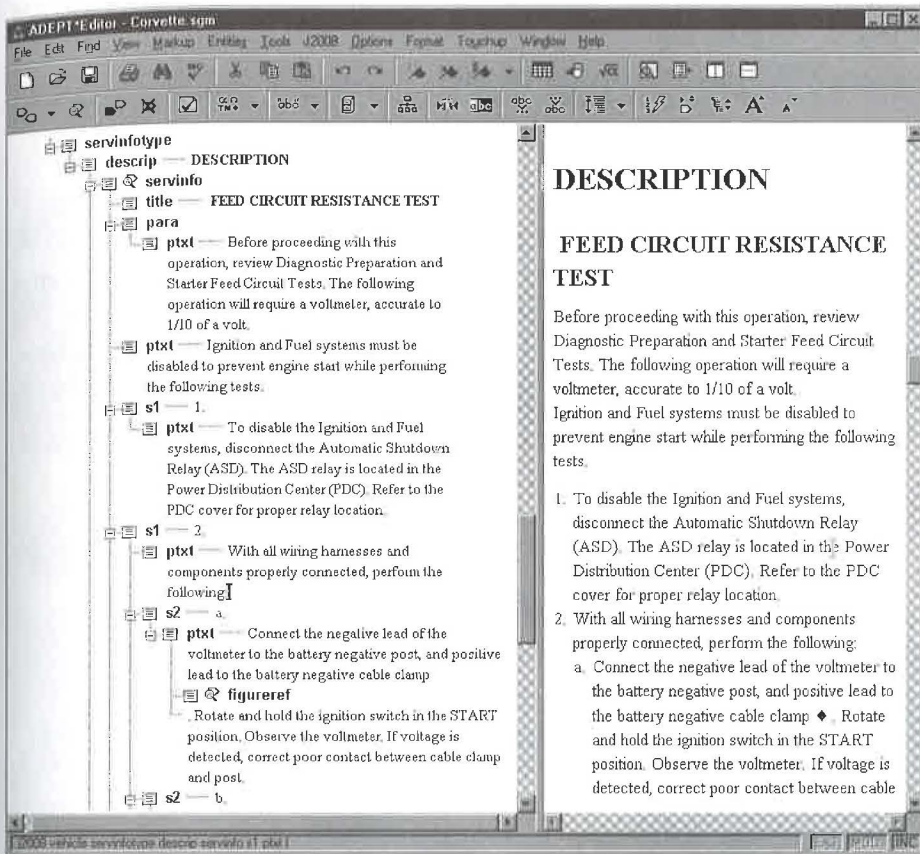 ADEPT*Editor - Corvette.sgm
File Edit Find View Markup Entities Tools J2008 Options Format Touchup Window Help
servinfotype
descrip DESCRIPTION
servinfo
title FEED CIRCUIT RESISTANCE TEST
para
ptxt Before proceeding with this
operation, review Diagnostic Preparation and
Starter Feed Circuit Tests. The following
operation will require a voltmeter, accurate to
1/10 of a volt.
ptxt Ignition and Fuel systems must be
disabled to prevent engine start while performing
the following tests.
s1 1.
ptxt To disable the Ignition and Fuel
systems, disconnect the Automatic Shutdown
Relay (ASD). The ASD relay is located in the
Power Distribution Center (PDC). Refer to the
PDC cover for proper relay location.
s1 2.
ptxt With all wiring harnesses and
components properly connected, perform the
following
s2 a.
ptxt Connect the negative lead of the
voltmeter to the battery negative post, and positive
lead to the battery negative cable clamp
figureref
. Rotate and hold the ignition switch in the START
position. Observe the voltmeter. If voltage is
detected, correct poor contact between cable clamp
and post.
s2 b.
DESCRIPTION
FEED CIRCUIT RESISTANCE
TEST
Before proceeding with this operation, review
Diagnostic Preparation and Starter Feed Circuit
Tests. The following operation will require a
voltmeter, accurate to 1/10 of a volt.
Ignition and Fuel systems must be disabled to
prevent engine start while performing the following
tests.
1. To disable the Ignition and Fuel systems,
disconnect the Automatic Shutdown Relay
(ASD). The ASD relay is located in the Power
Distribution Center (PDC). Refer to the PDC
cover for proper relay location.
2. With all wiring harnesses and components
properly connected, perform the following:
a. Connect the negative lead of the voltmeter to
the battery negative post, and positive lead to
the battery negative cable clamp ♦ . Rotate
and hold the ignition switch in the START
position. Observe the voltmeter. If voltage is
detected, correct poor contact between cable
j2008 vehicle servinfotype descrip servinfo s1 ptxt